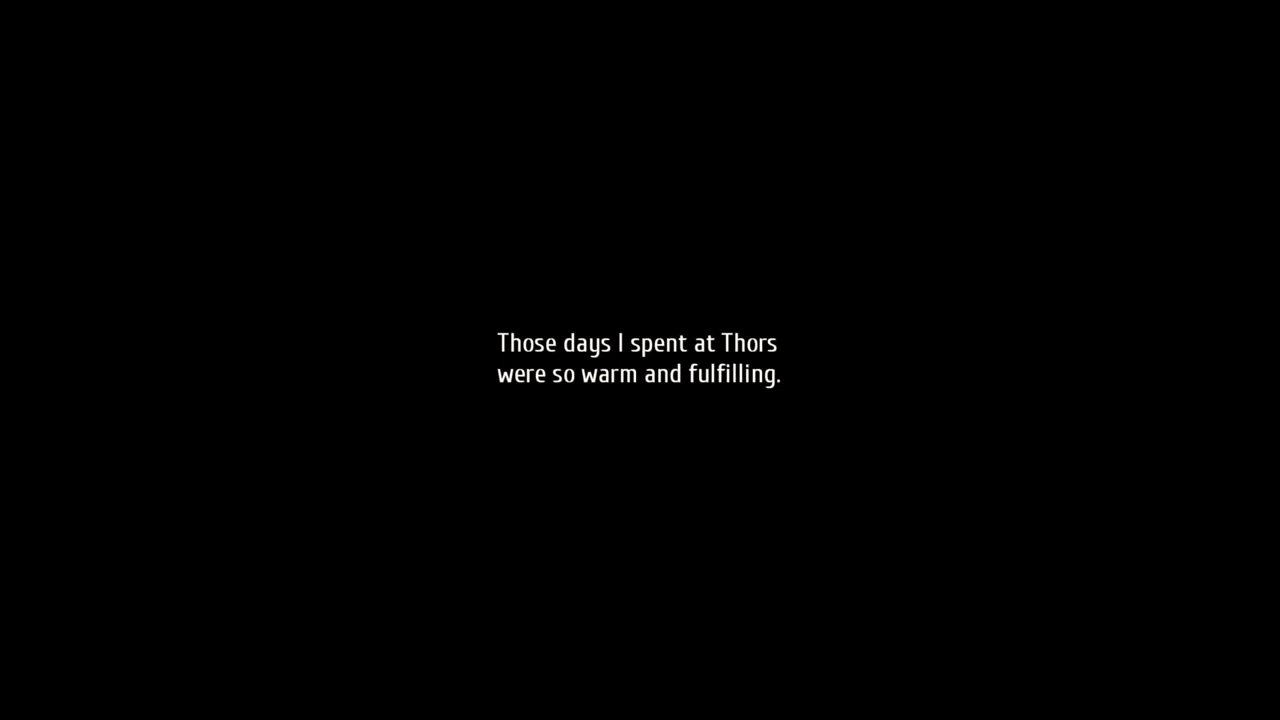 Those days I spent at Thors
were so warm and fulfilling.